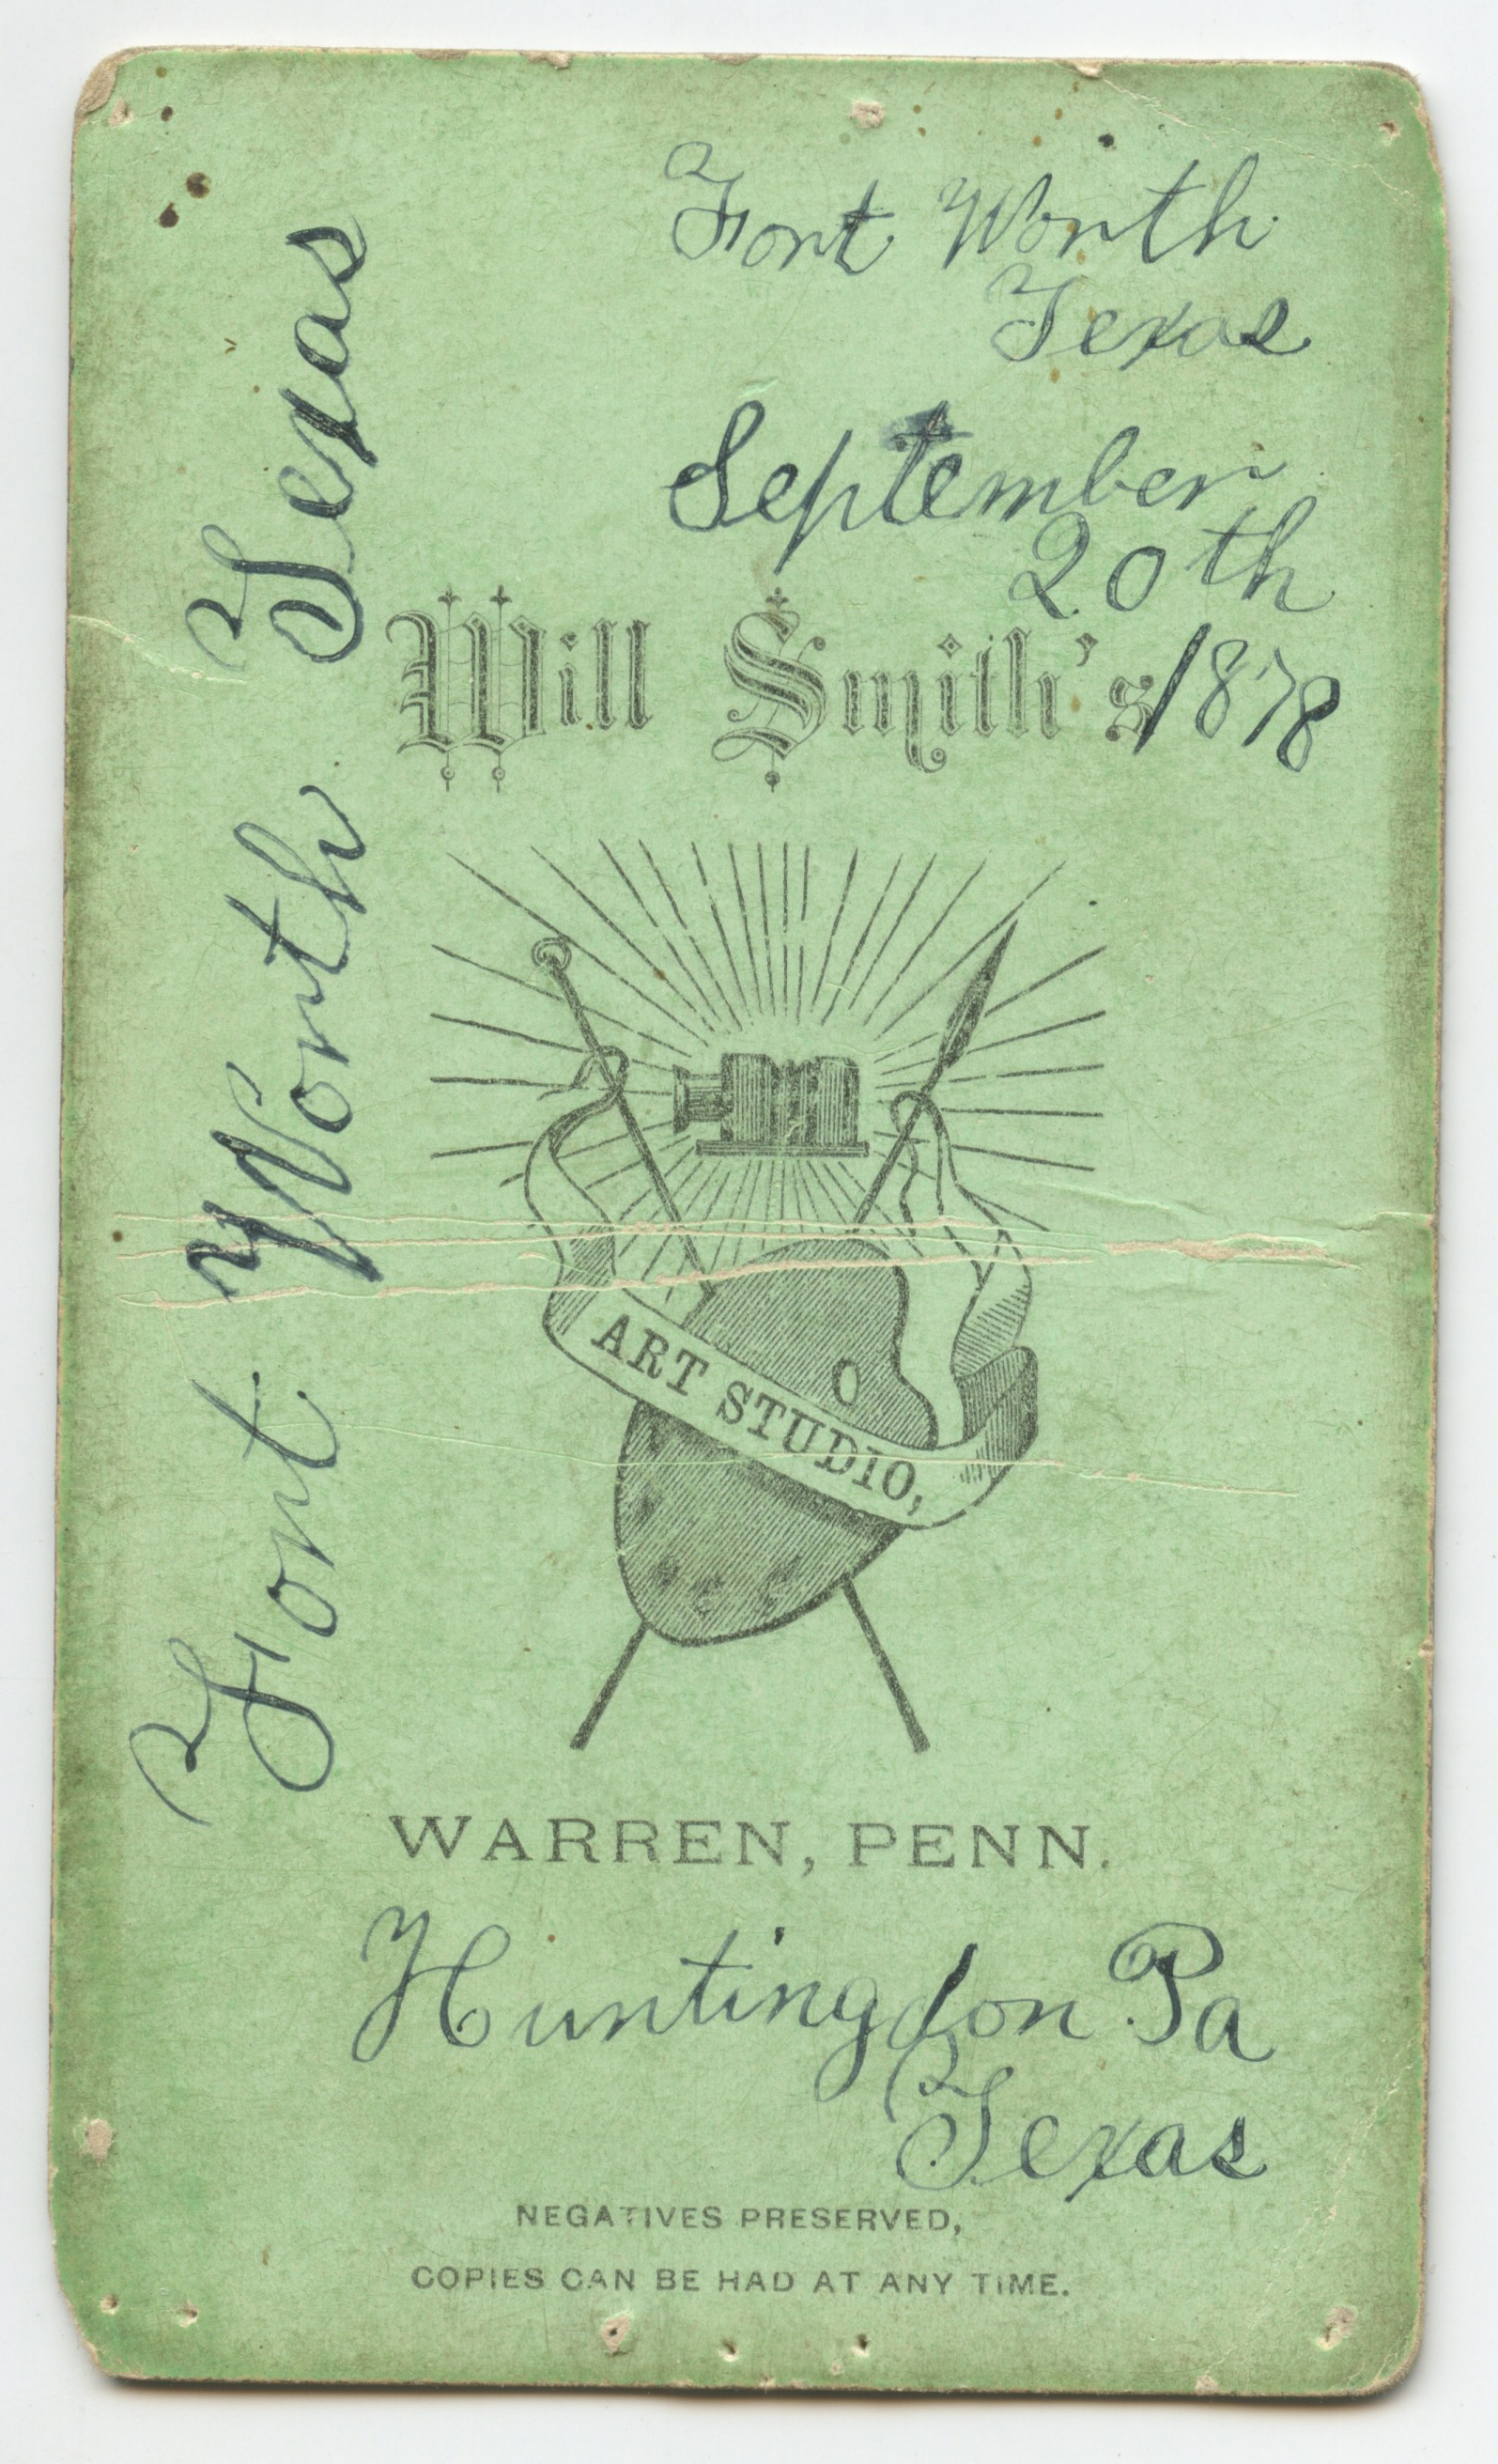 Fort Worth
Texas
September
20th
1878
Will Smith's
ART STUDIO,
WARREN, PENN.
Huntingdon Pa
Texas
NEGATIVES PRESERVED,
COPIES CAN BE HAD AT ANY TIME.
Fort Worth Texas